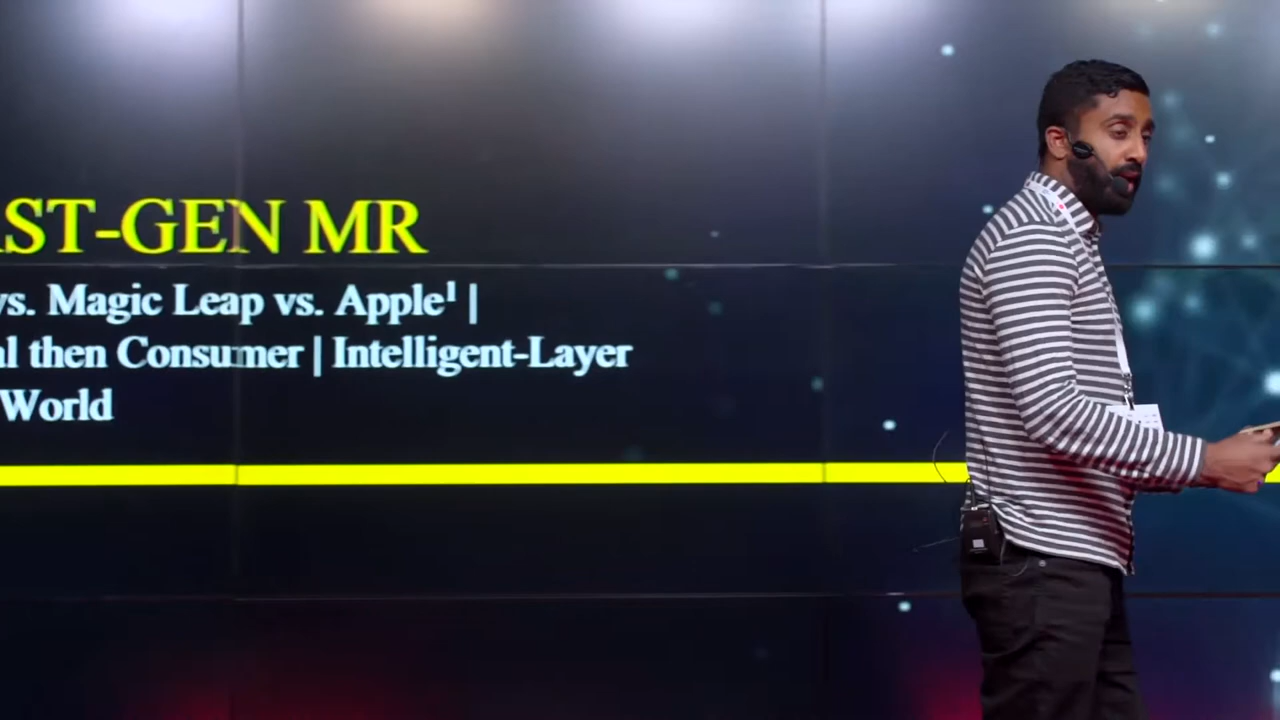 ST-GEN MR
vs. Magic Leap vs. Apple¹ |
then Consumer | Intelligent-Layer
World